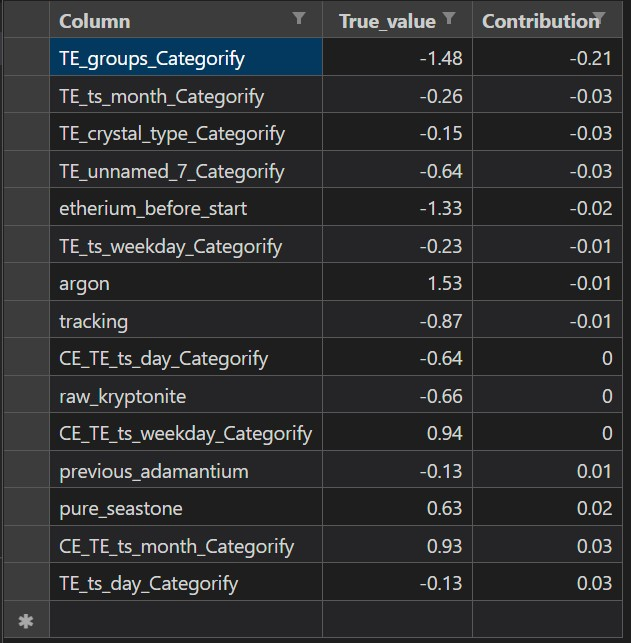 Column True_value Contribution
TE_groups_Categorify -1.48 -0.21
TE_ts_month_Categorify -0.26 -0.03
TE_crystal_type_Categorify -0.15 -0.03
TE_unnamed_7_Categorify -0.64 -0.03
etherium_before_start -1.33 -0.02
TE_ts_weekday_Categorify -0.23 -0.01
argon 1.53 -0.01
tracking -0.87 -0.01
CE_TE_ts_day_Categorify -0.64 0
raw_kryptonite -0.66 0
CE_TE_ts_weekday_Categorify 0.94 0
previous_adamantium -0.13 0.01
pure_seastone 0.63 0.02
CE_TE_ts_month_Categorify 0.93 0.03
TE_ts_day_Categorify -0.13 0.03